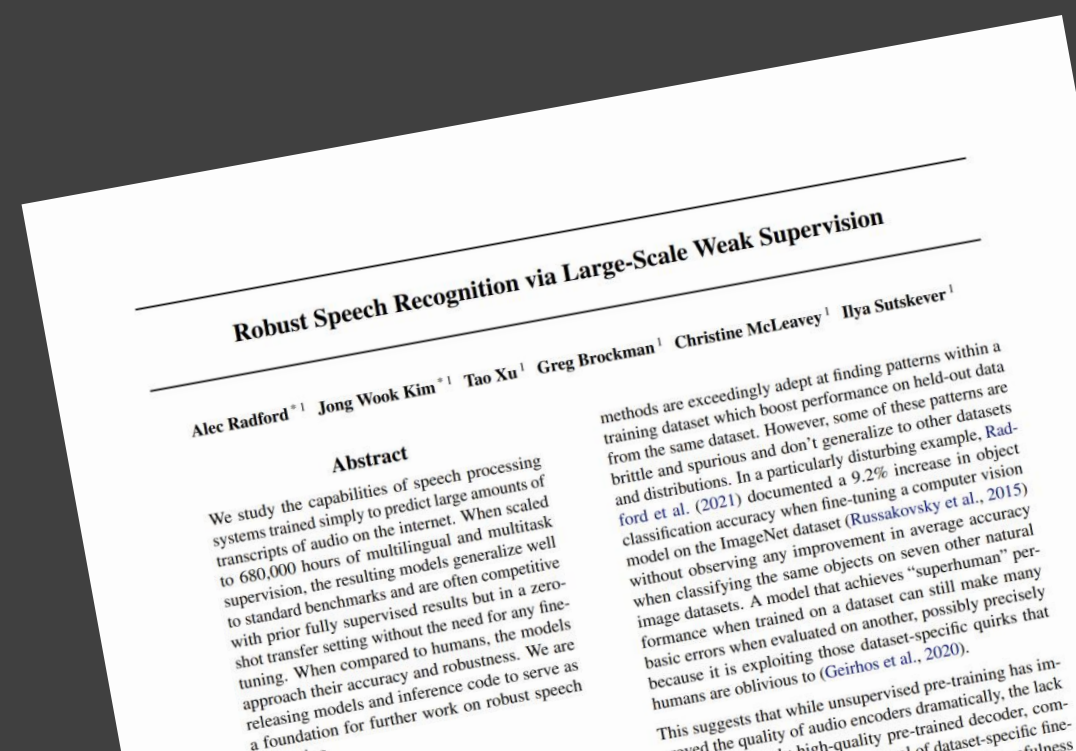 Robust Speech Recognition via Large-Scale Weak Supervision
Alec Radford * 1 Jong Wook Kim * 1 Tao Xu 1 Greg Brockman 1 Christine McLeavey 1 Ilya Sutskever 1
Abstract
We study the capabilities of speech processing
systems trained simply to predict large amounts of
transcripts of audio on the internet. When scaled
to 680,000 hours of multilingual and multitask
supervision, the resulting models generalize well
to standard benchmarks and are often competitive
with prior fully supervised results but in a zero-
shot transfer setting without the need for any fine-
tuning. When compared to humans, the models
approach their accuracy and robustness. We are
releasing models and inference code to serve as
a foundation for further work on robust speech
methods are exceedingly adept at finding patterns within a
training dataset which boost performance on held-out data
from the same dataset. However, some of these patterns are
brittle and spurious and don't generalize to other datasets
and distributions. In a particularly disturbing example, Rad-
ford et al. (2021) documented a 9.2% increase in object
classification accuracy when fine-tuning a computer vision
model on the ImageNet dataset (Russakovsky et al., 2015)
without observing any improvement in average accuracy
when classifying the same objects on seven other natural
image datasets. A model that achieves “superhuman” per-
formance when trained on a dataset can still make many
basic errors when evaluated on another, possibly precisely
because it is exploiting those dataset-specific quirks that
humans are oblivious to (Geirhos et al., 2020).
This suggests that while unsupervised pre-training has im-
the quality of audio encoders dramatically, the lack
high-quality pre-trained decoder, com-
of dataset-specific fine-